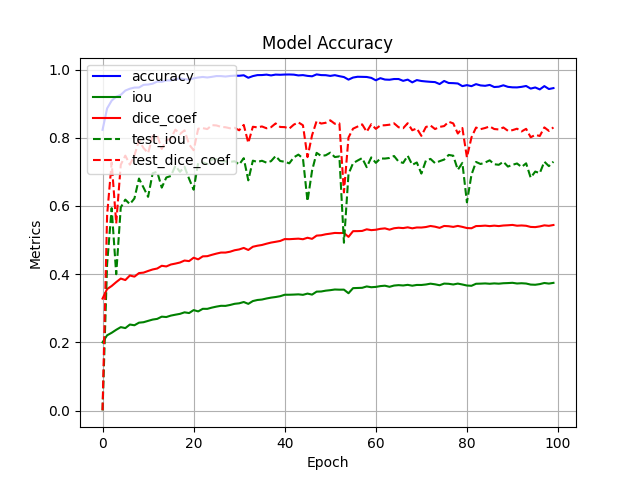 Model Accuracy
accuracy
iou
dice_coef
test_iou
test_dice_coef
Metrics
1.0
0.8
0.6
0.4
0.2
0.0
0 20 40 60 80 100
Epoch